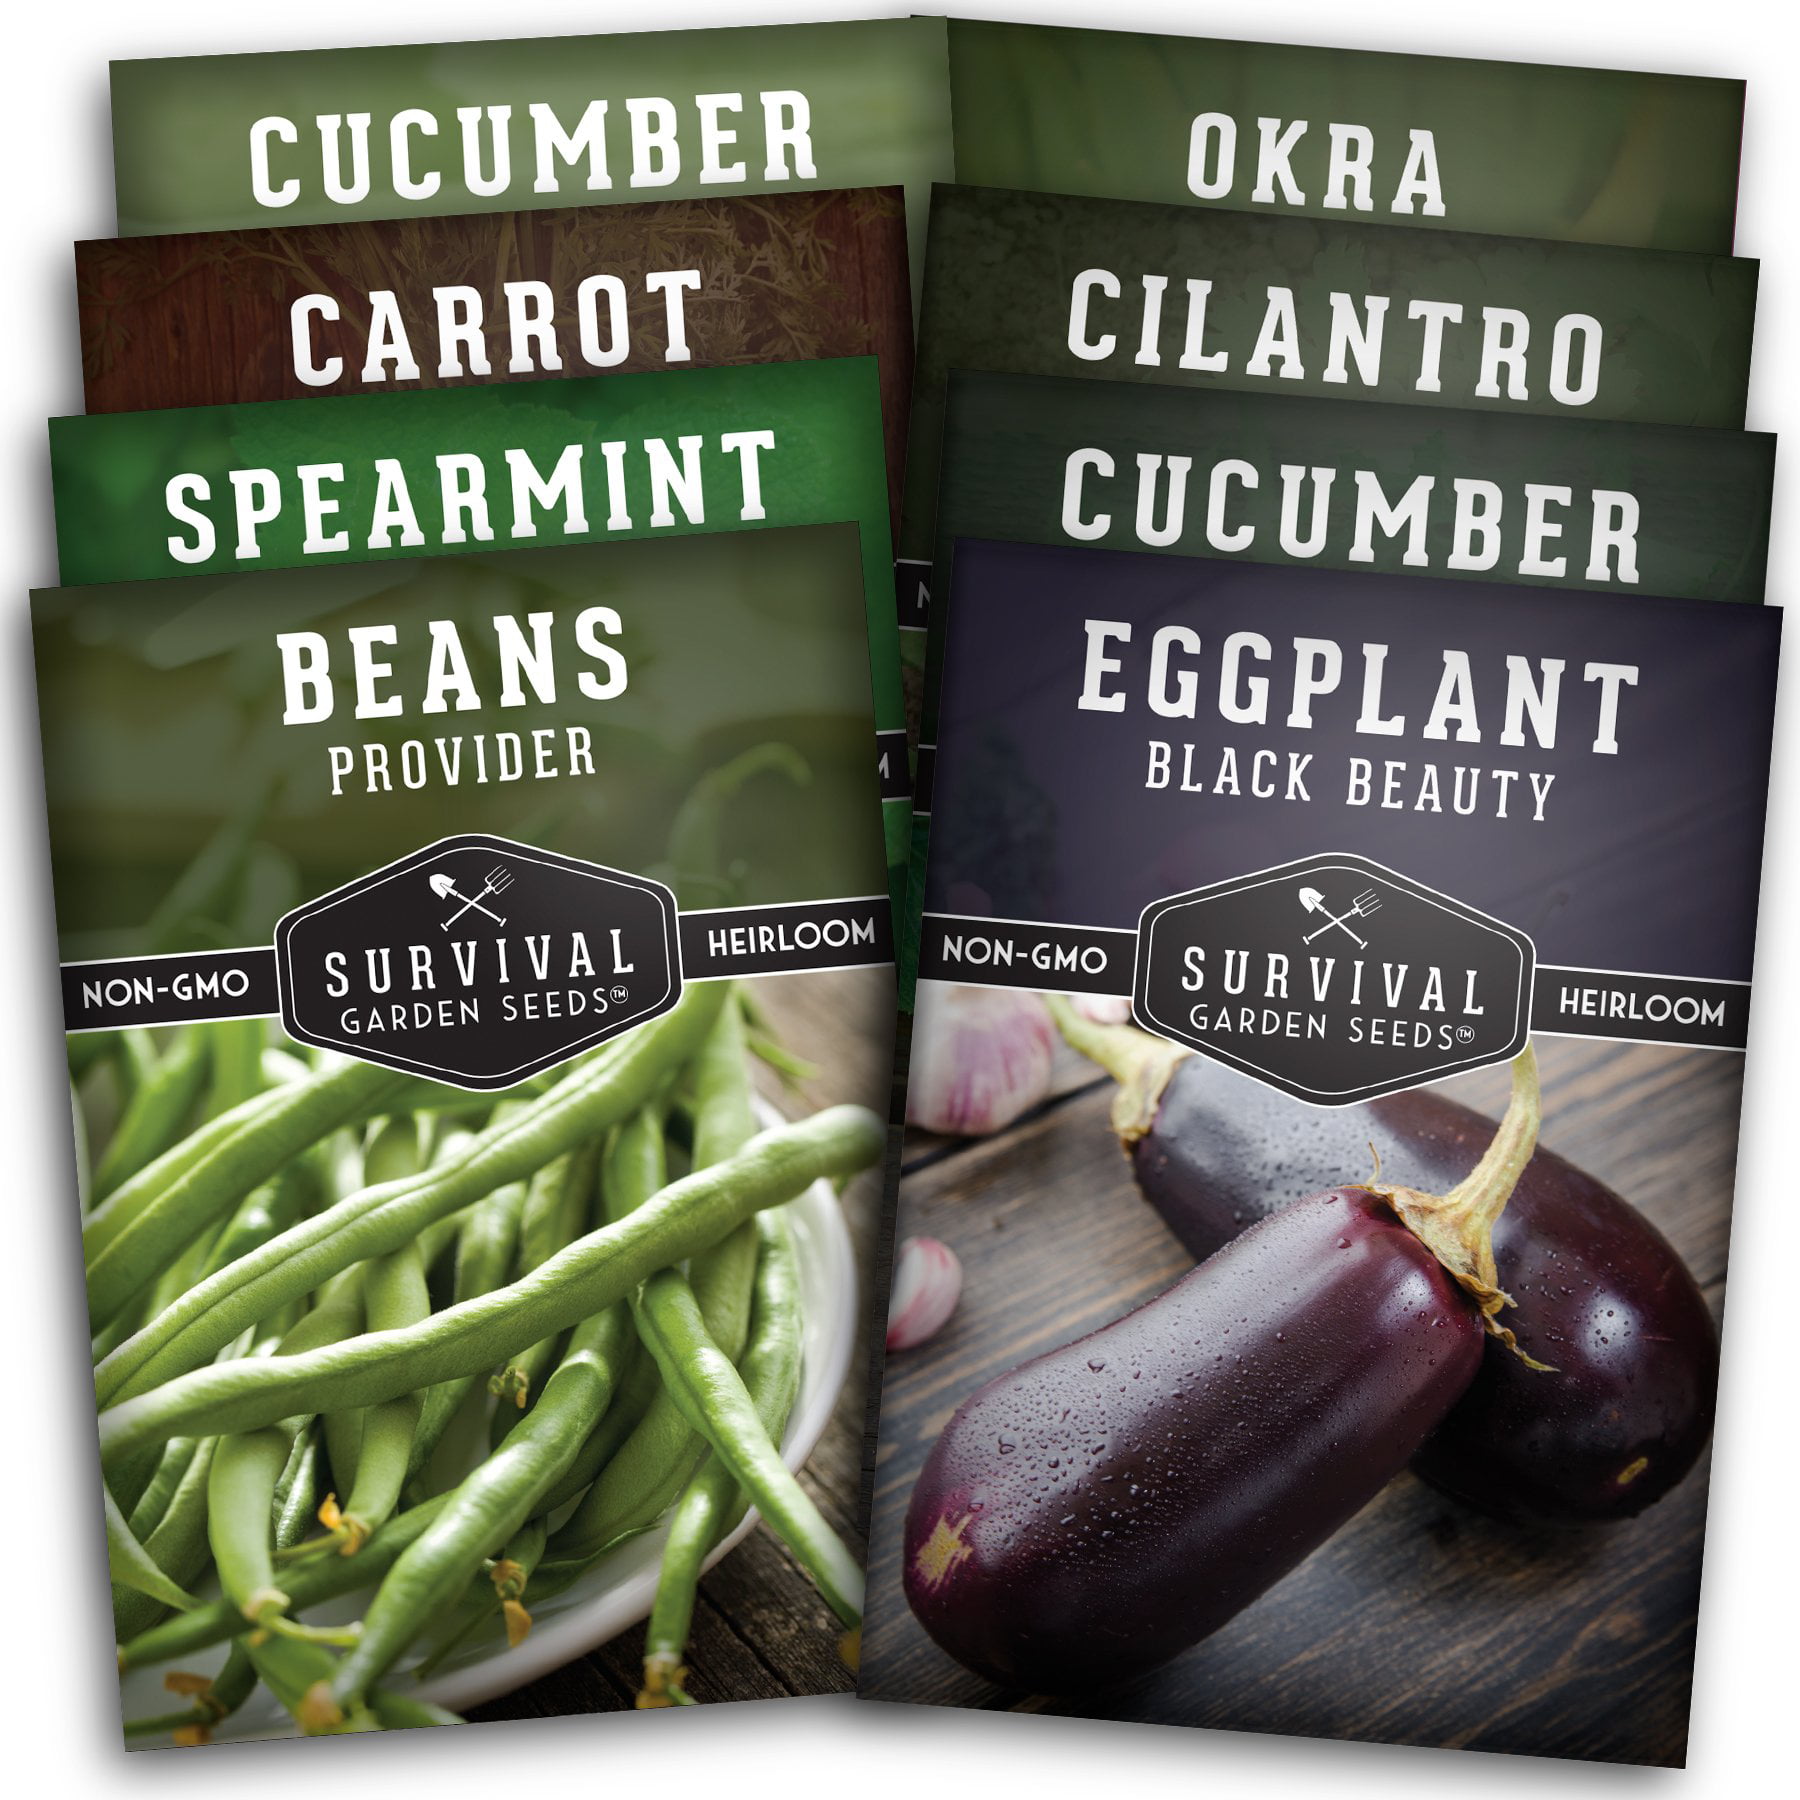 CUCUMBER
CARROT
SPEARMINT
BEANS
PROVIDER
NON-GMO
SURVIVAL
GARDEN SEEDS™
HEIRLOOM
OKRA
CILANTRO
CUCUMBER
EGGPLANT
BLACK BEAUTY
NON-GMO
SURVIVAL
GARDEN SEEDS™
HEIRLOOM